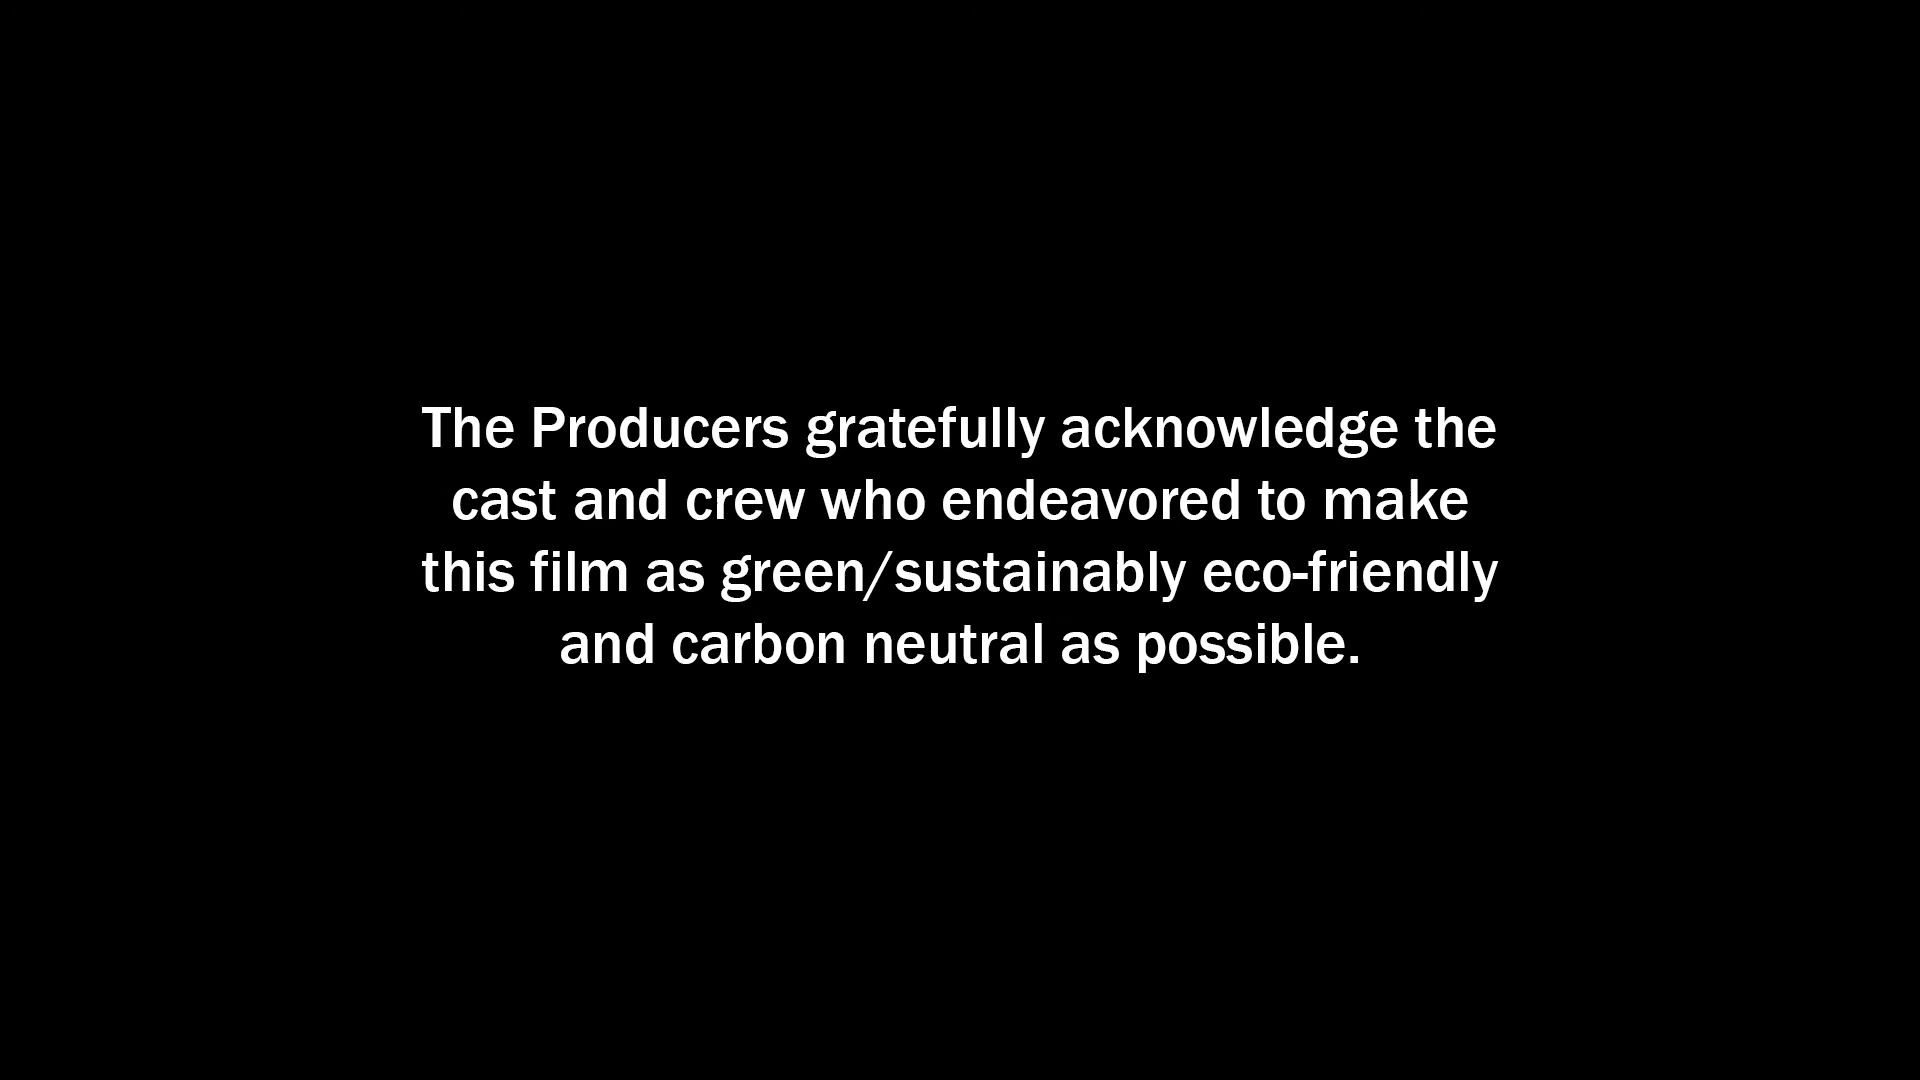 The Producers gratefully acknowledge the
cast and crew who endeavored to make
this film as green/sustainably eco-friendly
and carbon neutral as possible.